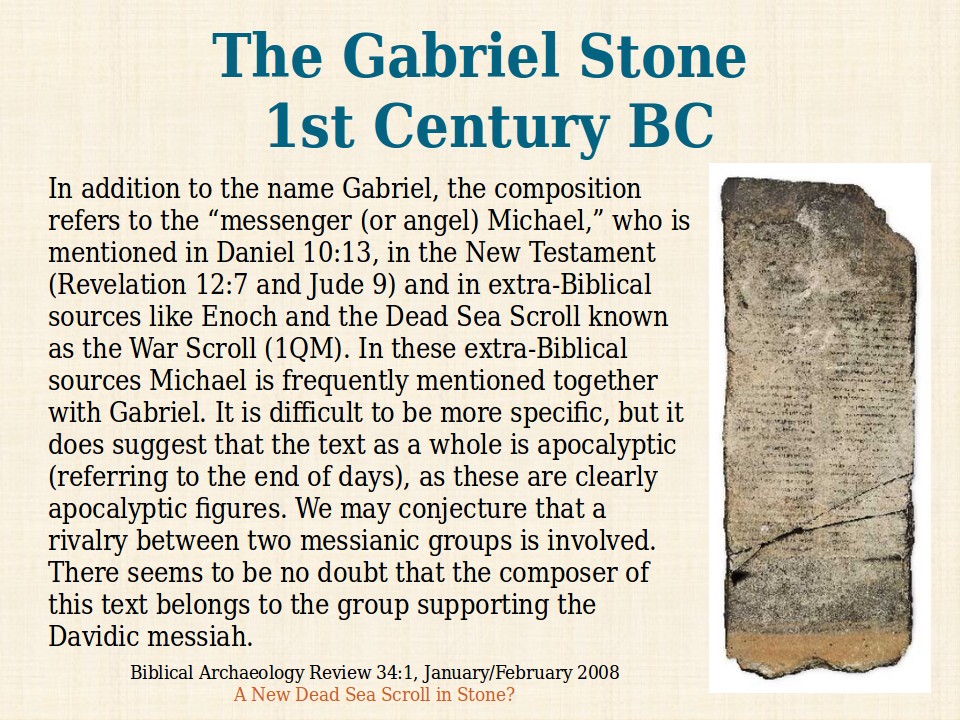 The Gabriel Stone
1st Century BC
In addition to the name Gabriel, the composition
refers to the “messenger (or angel) Michael,” who is
mentioned in Daniel 10:13, in the New Testament
(Revelation 12:7 and Jude 9) and in extra-Biblical
sources like Enoch and the Dead Sea Scroll known
as the War Scroll (1QM). In these extra-Biblical
sources Michael is frequently mentioned together
with Gabriel. It is difficult to be more specific, but it
does suggest that the text as a whole is apocalyptic
(referring to the end of days), as these are clearly
apocalyptic figures. We may conjecture that a
rivalry between two messianic groups is involved.
There seems to be no doubt that the composer of
this text belongs to the group supporting the
Davidic messiah.
Biblical Archaeology Review 34:1, January/February 2008
A New Dead Sea Scroll in Stone?